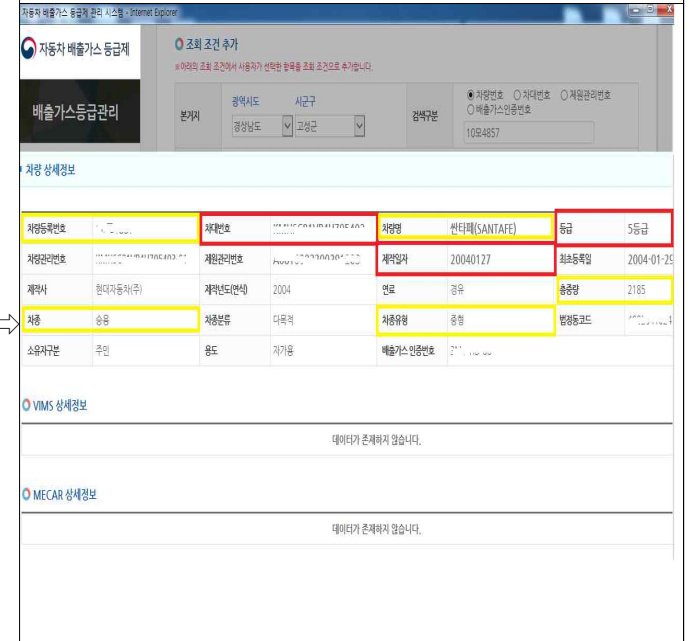 자동차 배출가스 등급제 관리 시스템 - Internet Explorer
자동차 배출가스 등급제
배출가스등급관리
조회 조건 추가
※아래의 조회 조건에서 사용자가 선택한 항목을 조회 조건으로 추가합니다.
본거지
광역시도 시군구
경상남도 고성군
검색구분
차량번호 차대번호 제원관리번호
배출가스인증번호
10모4857
차량 상세정보
차량등록번호 차대번호 차량명 싼타페(SANTAFE) 등급 5등급
차량관리번호 제원관리번호 제작일자 20040127 최초등록일 2004-01-29
제작사 현대자동차(주) 제작년도(연식) 2004 연료 경유 총중량 2185
차종 승용 차종분류 다목적 차종유형 중형 법정동코드
소유자구분 주민 용도 자가용 배출가스 인증번호
VIMS 상세정보
데이터가 존재하지 않습니다.
MECAR 상세정보
데이터가 존재하지 않습니다.